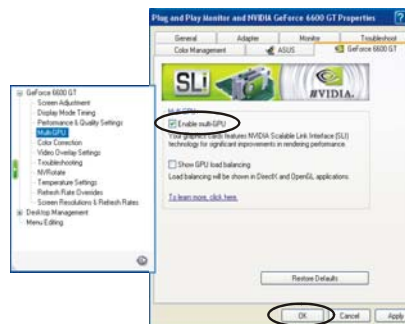 Plug and Play Monitor and NVIDIA GeForce 6600 GT Properties
General Adapter Monitor Troubleshoot
Color Management ASUS GeForce 6600 GT
SLI
NVIDIA.
Multi-GPU
Enable multi-GPU
Your graphics cards features NVIDIA Scalable Link Interface (SLI)
technology for significant improvements in rendering performance.
Show GPU load balancing
Load balancing will be shown in Direct and OpenGL applications.
To learn more, click here.
Restore Defaults
OK Cancel Apply
GeForce 6600 GT
Screen Adjustment
Display Mode Timing
Performance & Quality Settings
Multi-GPU
Color Correction
Video Overlay Settings
Troubleshooting
NVRotate
Temperature Settings
Refresh Rate Overrides
Screen Resolutions & Refresh Rates
Desktop Management
Menu Editing